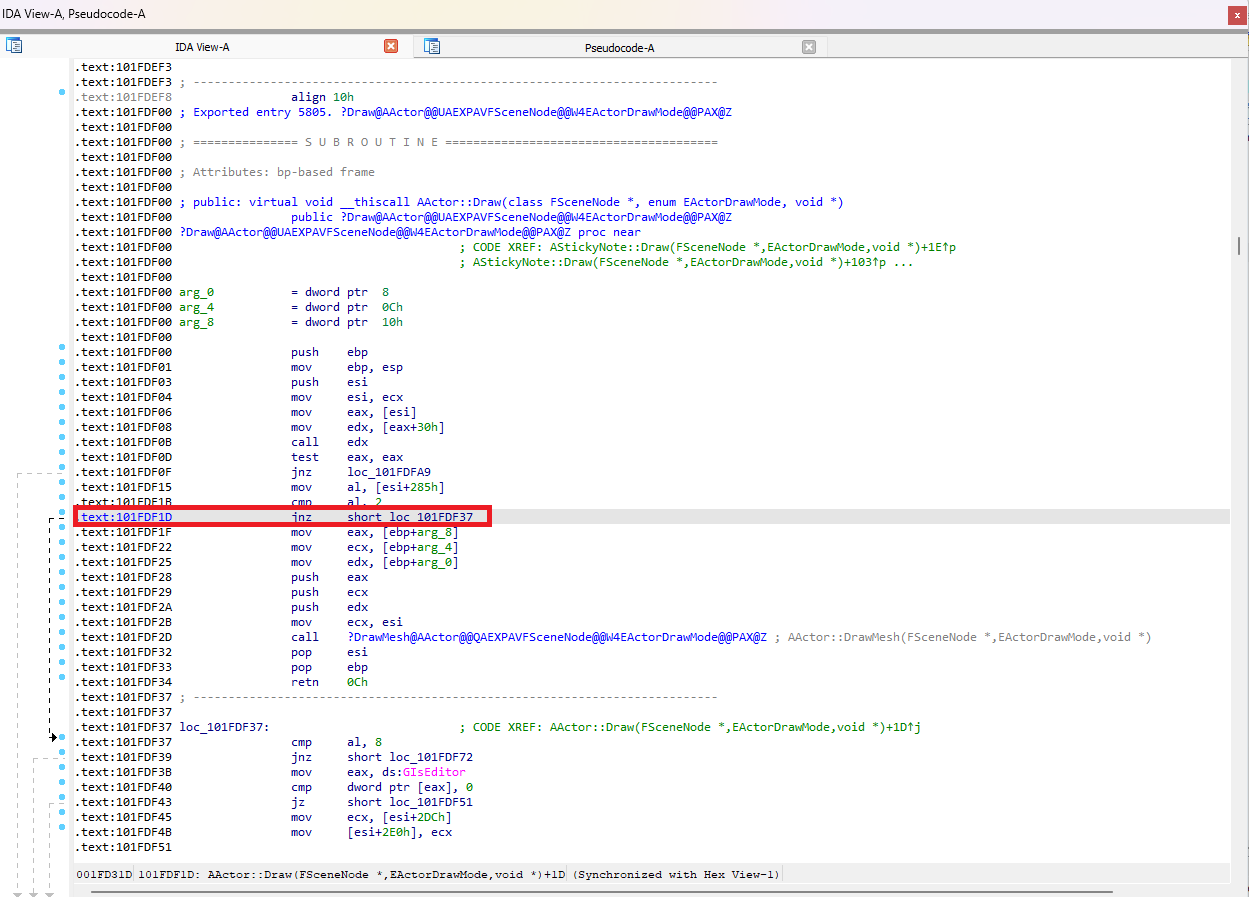 IDA View-A, Pseudocode-A
IDA View-A Pseudocode-A
.text:101FDEF3
.text:101FDEF3 ; ---------------------------------------------------------------------------
.text:101FDEF8 align 10h
.text:101FDF00 ; Exported entry 5805. ?Draw@AActor@@UAEXPAVFSceneNode@@W4EActorDrawMode@@PAX@Z
.text:101FDF00
.text:101FDF00 ; =============== S U B R O U T I N E =======================================
.text:101FDF00
.text:101FDF00 ; Attributes: bp-based frame
.text:101FDF00
.text:101FDF00 ; public: virtual void __thiscall AActor::Draw(class FSceneNode *, enum EActorDrawMode, void *)
.text:101FDF00 public ?Draw@AActor@@UAEXPAVFSceneNode@@W4EActorDrawMode@@PAX@Z
.text:101FDF00 ?Draw@AActor@@UAEXPAVFSceneNode@@W4EActorDrawMode@@PAX@Z proc near
.text:101FDF00 ; CODE XREF: AStickyNote::Draw(FSceneNode *,EActorDrawMode,void *)+1E↑p
.text:101FDF00 ; AStickyNote::Draw(FSceneNode *,EActorDrawMode,void *)+103↑p ...
.text:101FDF00
.text:101FDF00 arg_0 = dword ptr 8
.text:101FDF00 arg_4 = dword ptr 0Ch
.text:101FDF00 arg_8 = dword ptr 10h
.text:101FDF00
.text:101FDF00 push ebp
.text:101FDF01 mov ebp, esp
.text:101FDF03 push esi
.text:101FDF04 mov esi, ecx
.text:101FDF06 mov eax, [esi]
.text:101FDF08 mov edx, [eax+30h]
.text:101FDF0B call edx
.text:101FDF0D test eax, eax
.text:101FDF0F jnz loc_101FDFA9
.text:101FDF15 mov al, [esi+285h]
.text:101FDF1B cmp al, 2
.text:101FDF1D jnz short loc_101FDF37
.text:101FDF1F mov eax, [ebp+arg_8]
.text:101FDF22 mov ecx, [ebp+arg_4]
.text:101FDF25 mov edx, [ebp+arg_0]
.text:101FDF28 push eax
.text:101FDF29 push ecx
.text:101FDF2A push edx
.text:101FDF2B mov ecx, esi
.text:101FDF2D call ?DrawMesh@AActor@@QAEXPAVFSceneNode@@W4EActorDrawMode@@PAX@Z ; AActor::DrawMesh(FSceneNode *,EActorDrawMode,void *)
.text:101FDF32 pop esi
.text:101FDF33 pop ebp
.text:101FDF34 retn 0Ch
.text:101FDF37 ; ---------------------------------------------------------------------------
.text:101FDF37
.text:101FDF37 loc_101FDF37: ; CODE XREF: AActor::Draw(FSceneNode *,EActorDrawMode,void *)+1D↑j
.text:101FDF37 cmp al, 8
.text:101FDF39 jnz short loc_101FDF72
.text:101FDF3B mov eax, ds:GIsEditor
.text:101FDF40 cmp dword ptr [eax], 0
.text:101FDF43 jz short loc_101FDF51
.text:101FDF45 mov ecx, [esi+2DCh]
.text:101FDF4B mov [esi+2E0h], ecx
.text:101FDF51
001FD31D 101FDF1D: AActor::Draw(FSceneNode *,EActorDrawMode,void *)+1D (Synchronized with Hex View-1)